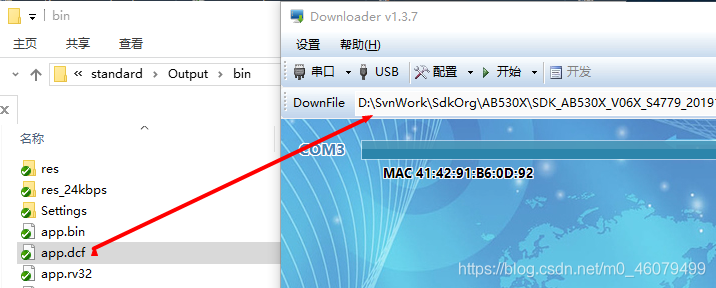 bin
主页 共享 查看
standard Output bin
名称
res
res_24kbps
Settings
app.bin
app.dcf
app.rv32
Downloader v1.3.7
设置 帮助(H)
串口 USB 配置 开始 开发
DownFile D:\SvnWork\SdkOrg\AB530X\SDK_AB530X_V06X_S4779_2019
COM3
MAC 41:42:91:B6:0D:92
https://blog.csdn.net/m0_46079499